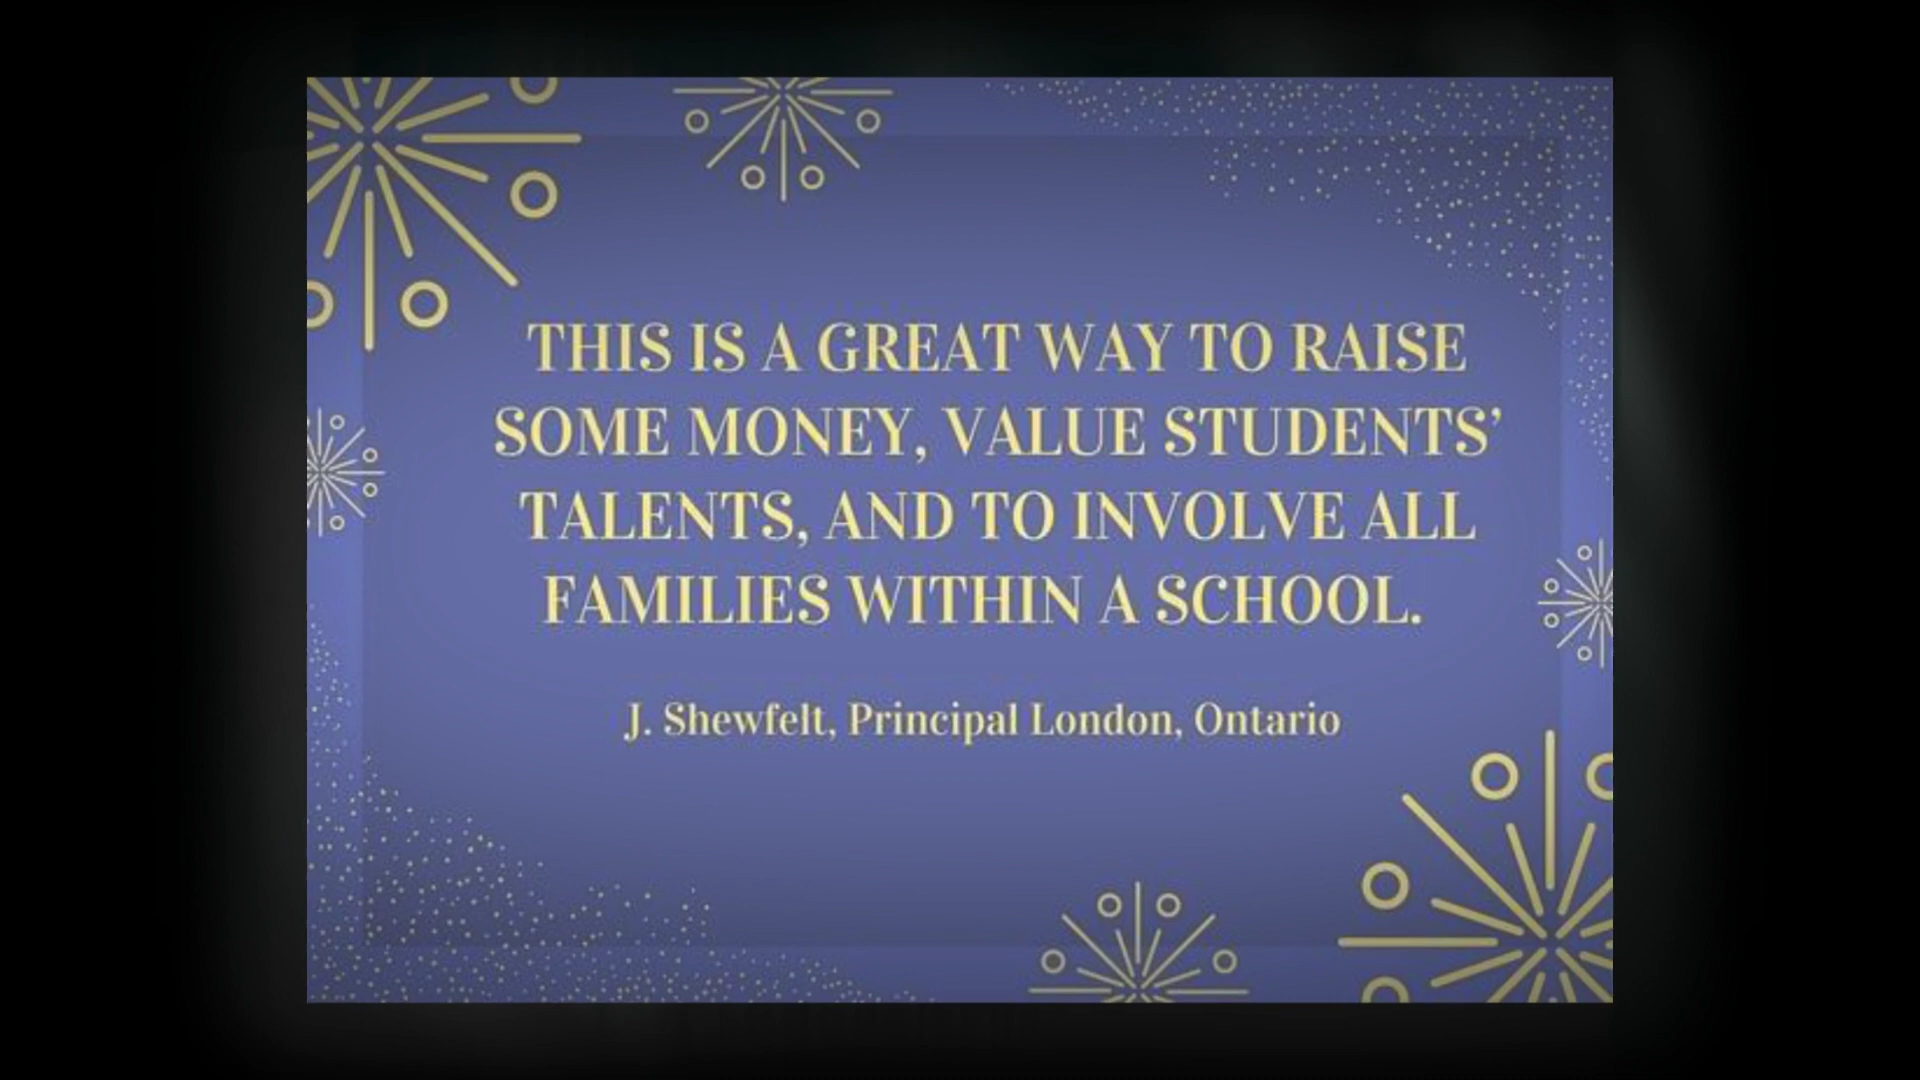 THIS IS A GREAT WAY TO RAISE
SOME MONEY, VALUE STUDENTS’
TALENTS, AND TO INVOLVE ALL
FAMILIES WITHIN A SCHOOL.
J. Shewfelt, Principal London, Ontario